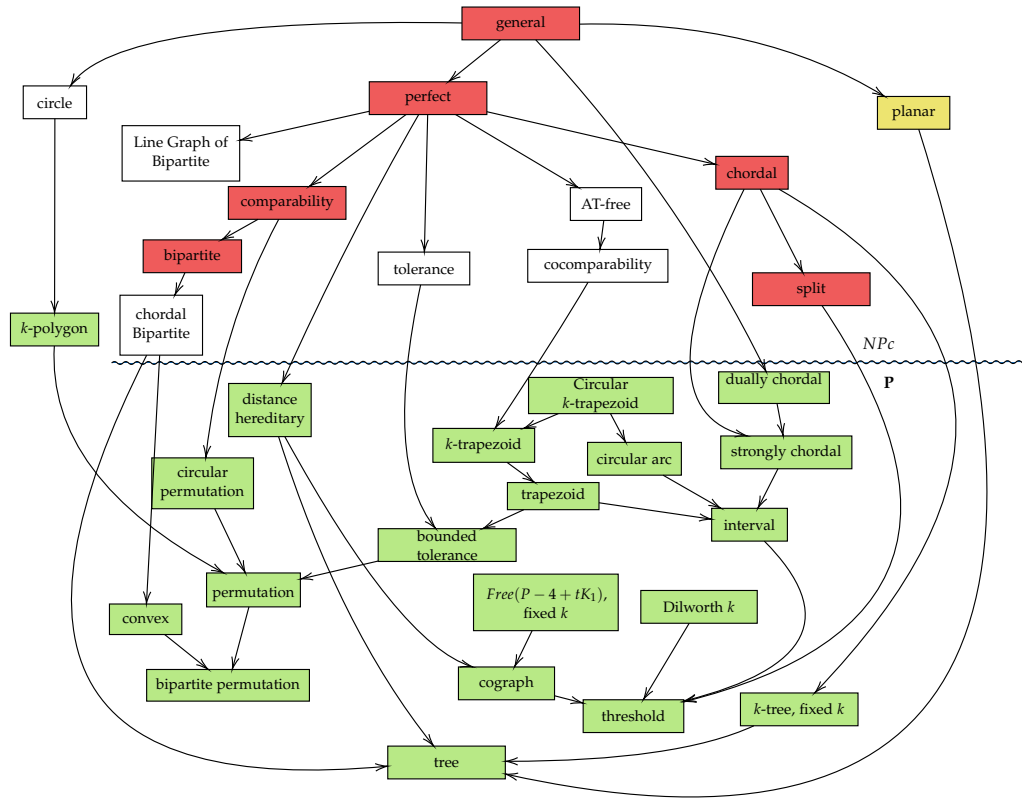 general
circle
perfect
planar
Line Graph of
Bipartite
chordal
comparability
AT-free
bipartite
tolerance
cocomparability
split
chordal
Bipartite
k-polygon
NPc
P
distance
hereditary
Circular
k-trapezoid
dually chordal
k-trapezoid
circular arc
strongly chordal
circular
permutation
trapezoid
interval
bounded
tolerance
permutation
Free(P − 4 + tK₁),
fixed k
Dilworth k
convex
bipartite permutation
cograph
threshold
k-tree, fixed k
tree